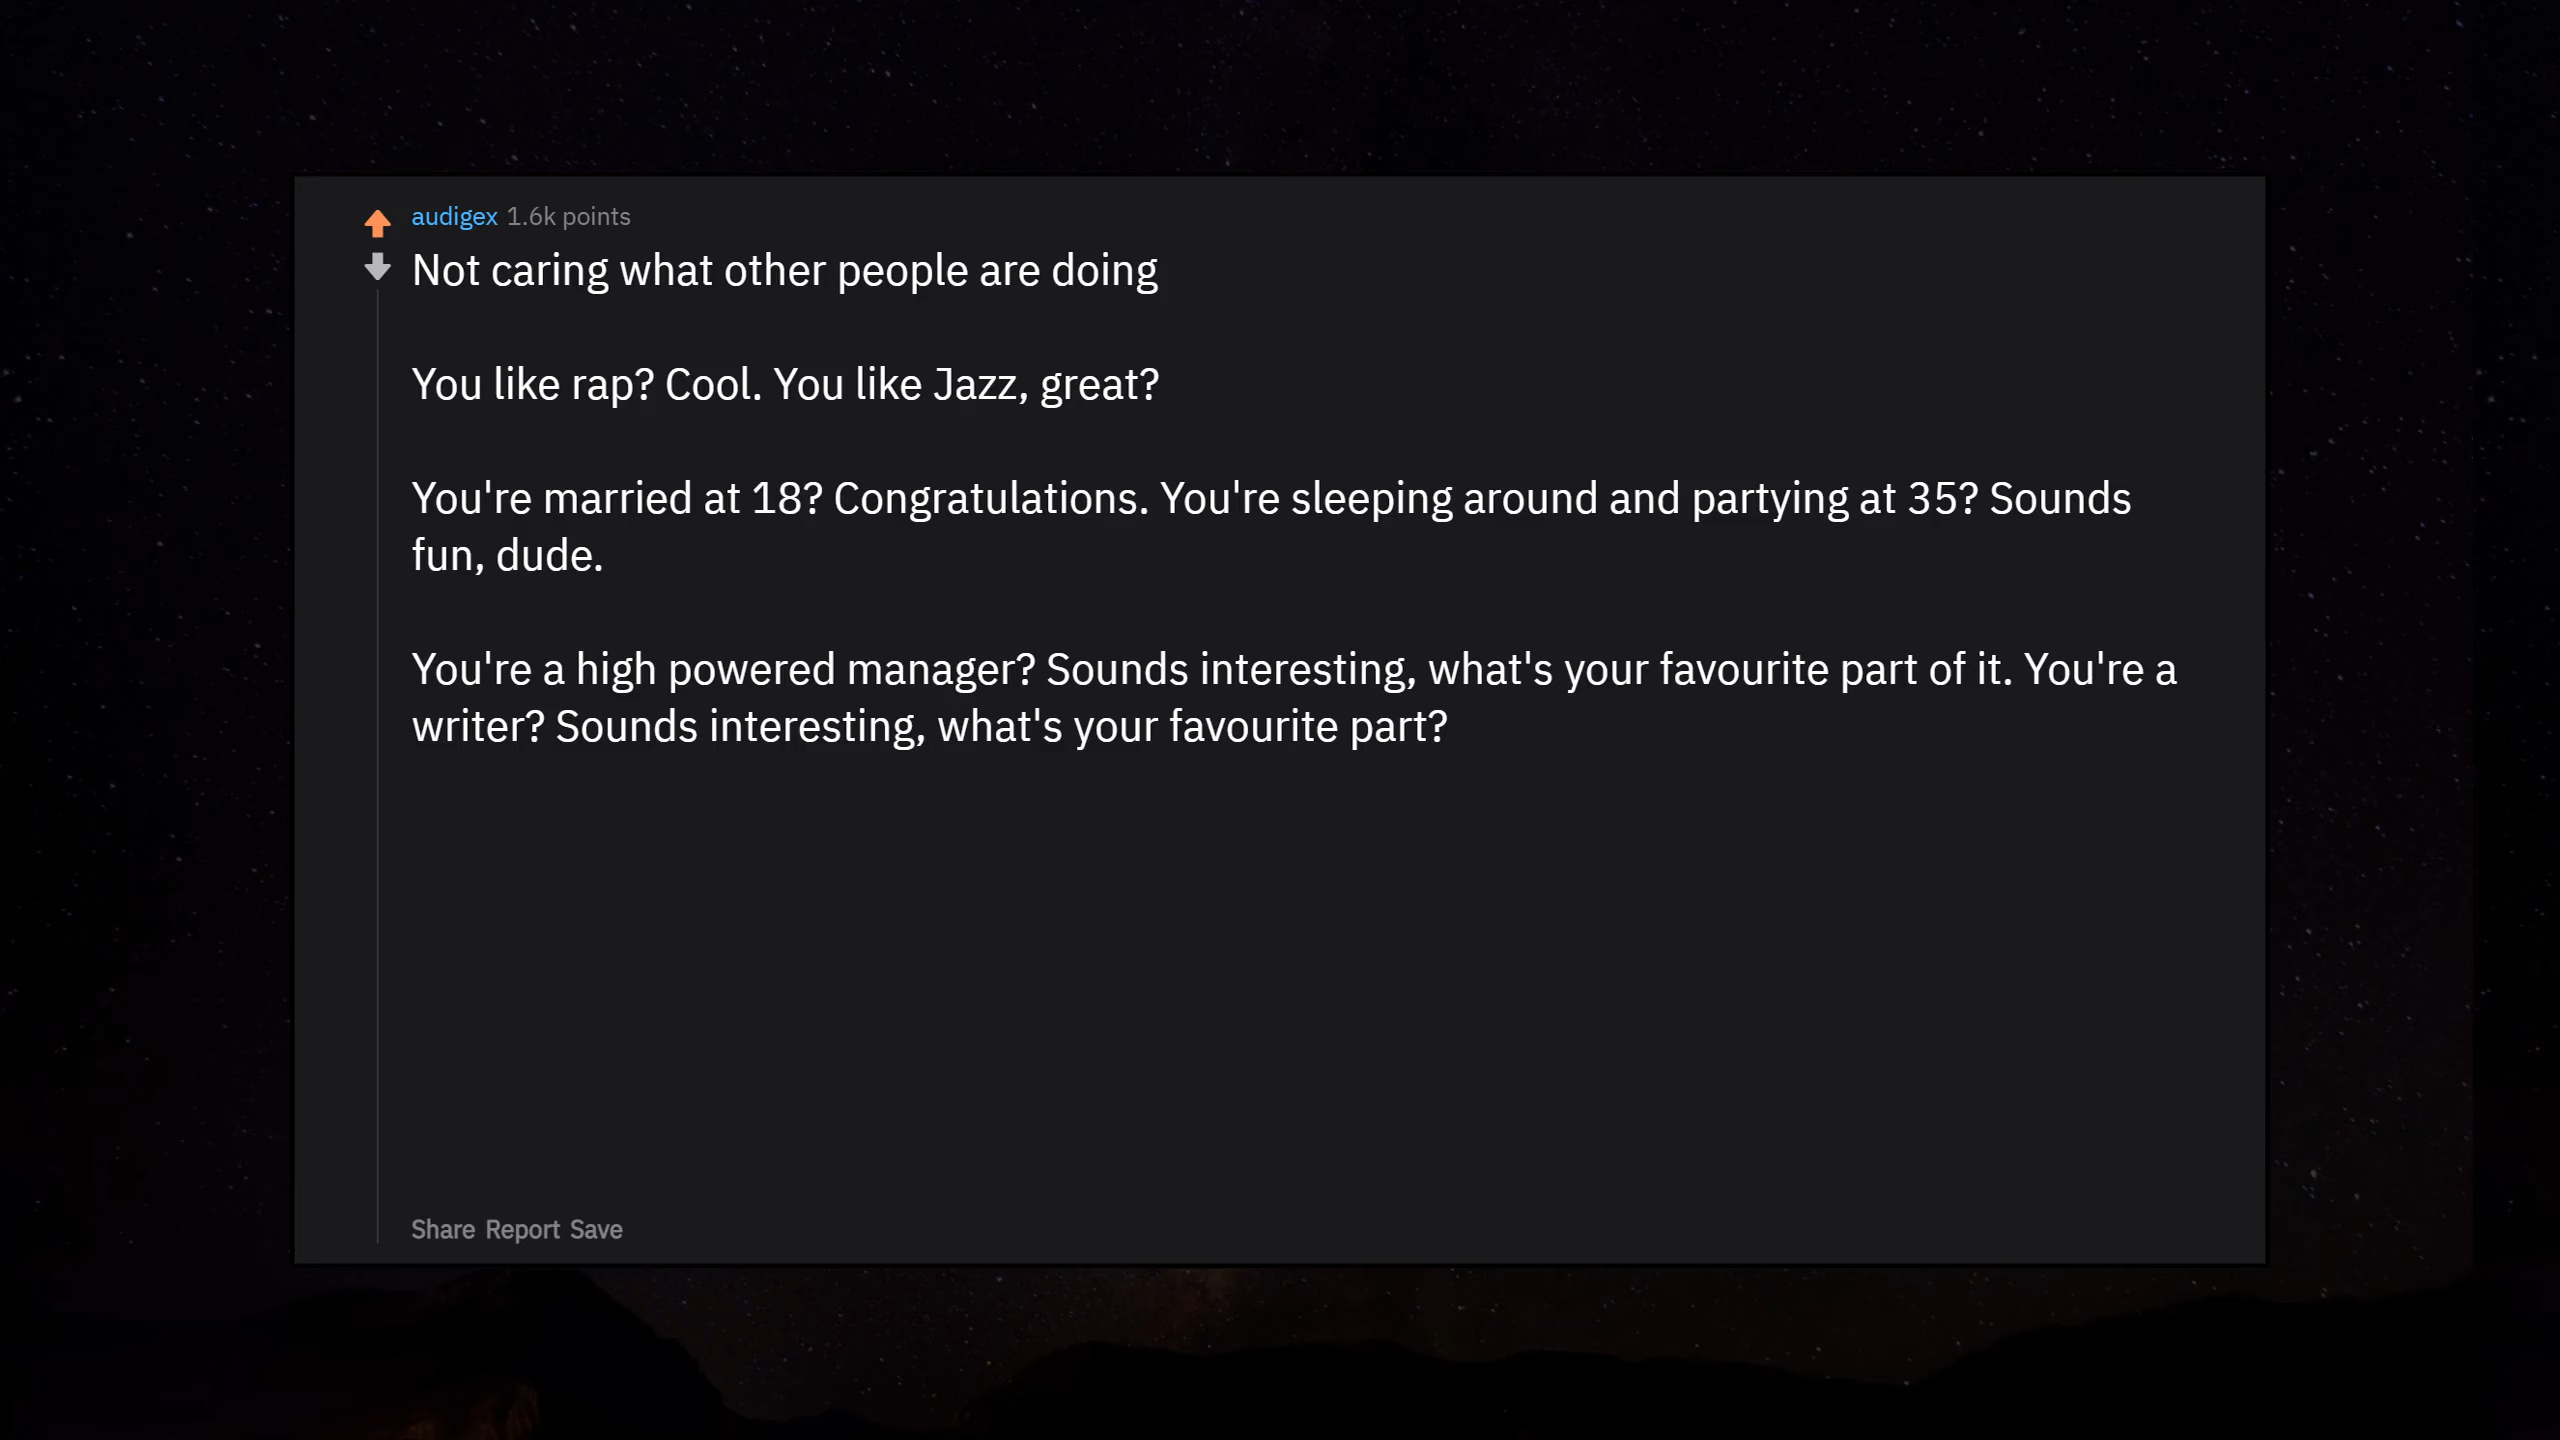 audigex 1.6k points
Not caring what other people are doing
You like rap? Cool. You like Jazz, great?
You're married at 18? Congratulations. You're sleeping around and partying at 35? Sounds
fun, dude.
You're a high powered manager? Sounds interesting, what's your favourite part of it. You're a
writer? Sounds interesting, what's your favourite part?
Share Report Save